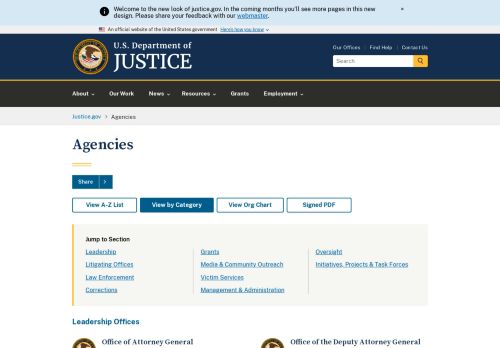 Welcome to the new look of justice.gov. In the coming months you'll see more pages in this new
design. Please share your feedback with our webmaster.
×
An official website of the United States government Here's how you know
U.S. Department of
JUSTICE
Our Offices | Find Help | Contact Us
Search
About Our Work News Resources Grants Employment
Justice.gov > Agencies
Agencies
Share >
View A-Z List View by Category View Org Chart Signed PDF
Jump to Section
Leadership Grants Oversight
Litigating Offices Media & Community Outreach Initiatives, Projects & Task Forces
Law Enforcement Victim Services
Corrections Management & Administration
Leadership Offices
Office of Attorney General Office of the Deputy Attorney General